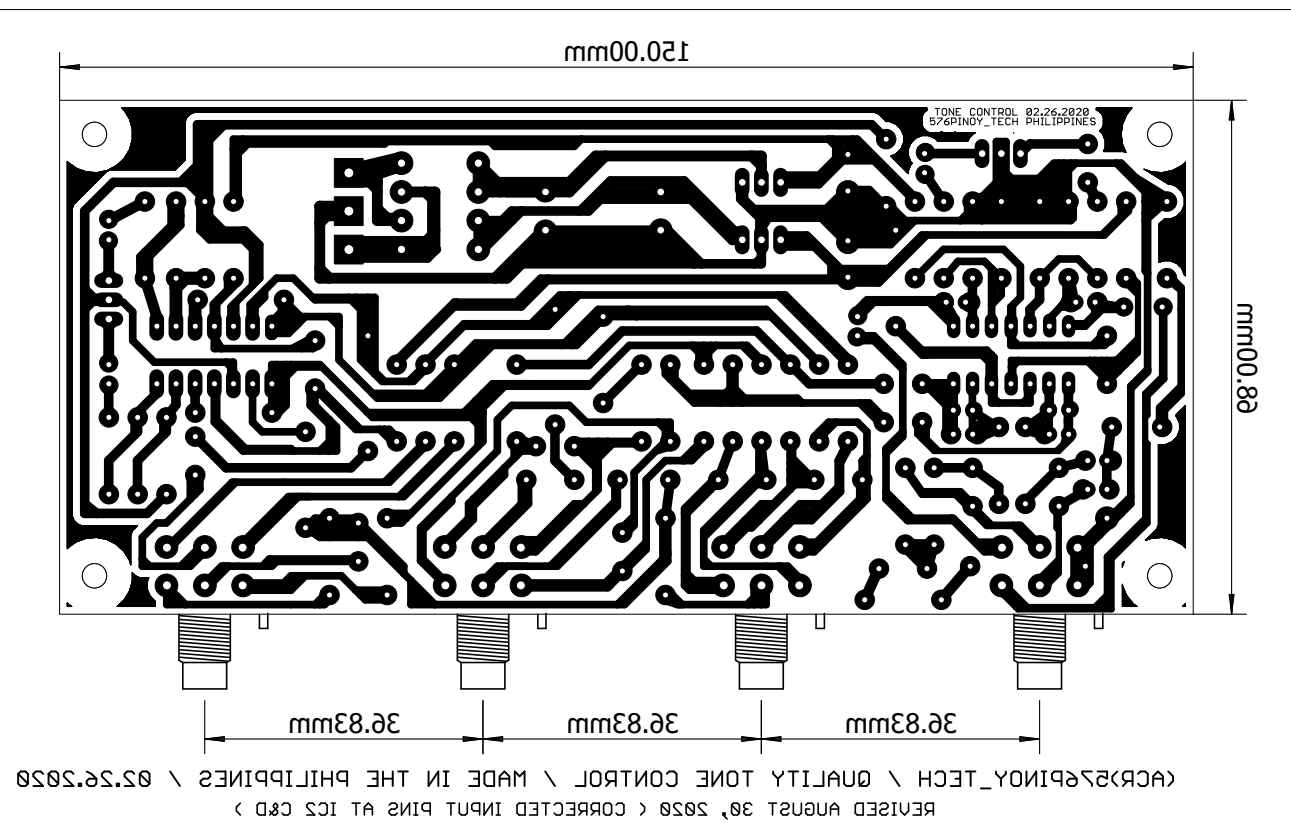 150.00mm
TONE CONTROL 02.26.2020
576PINOY_TECH PHILIPPINES
68.00mm
36.83mm
36.83mm
36.83mm
(ACR)576PINOY_TECH / QUALITY TONE CONTROL / MADE IN THE PHILIPPINES / 02.26.2020
REVISED AUGUST 30, 2020 ( CORRECTED INPUT PINS AT IC2 C&D )